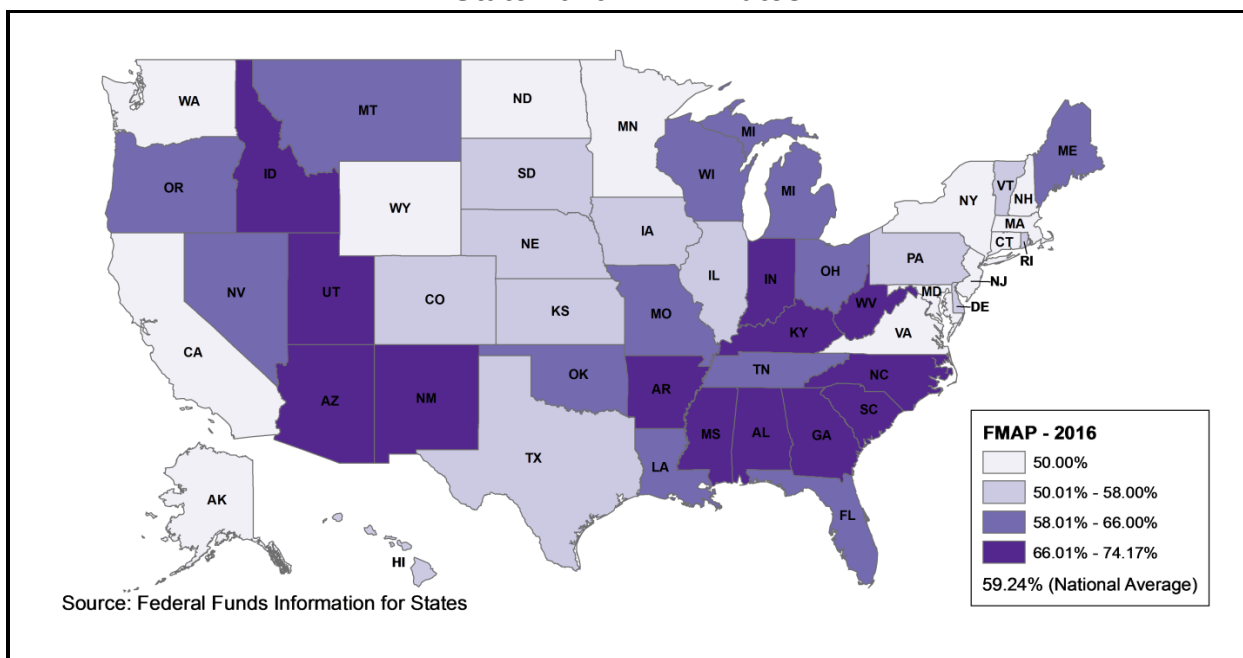 WA
MT
ND
MN
OR
ID
WY
SD
WI
MI
MI
ME
VT
NH
NY
MA
CT
RI
NV
UT
CO
NE
IA
IL
IN
OH
PA
NJ
MD
DE
CA
KS
MO
KY
WV
VA
AZ
NM
OK
AR
TN
NC
SC
TX
LA
MS
AL
GA
FL
AK
HI
FMAP - 2016
50.00%
50.01% - 58.00%
58.01% - 66.00%
66.01% - 74.17%
59.24% (National Average)
Source: Federal Funds Information for States